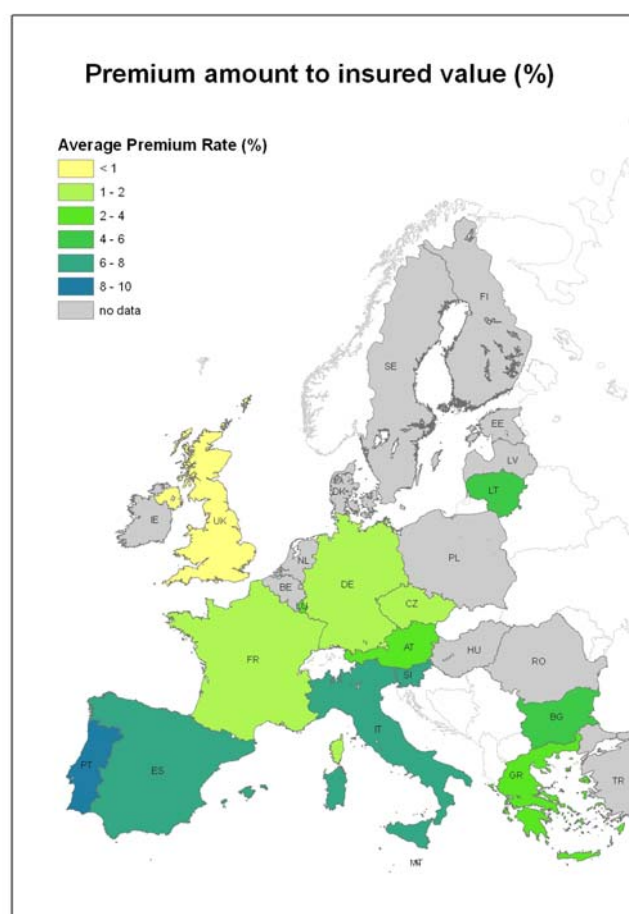 Premium amount to insured value (%)
Average Premium Rate (%)
< 1
1 - 2
2 - 4
4 - 6
6 - 8
8 - 10
no data
FI
SE
EE
LV
DK
LT
IE
UK
NL
PL
BE
DE
LU
CZ
FR
AT
HU
RO
SI
BG
IT
PT
ES
GR
TR
MT